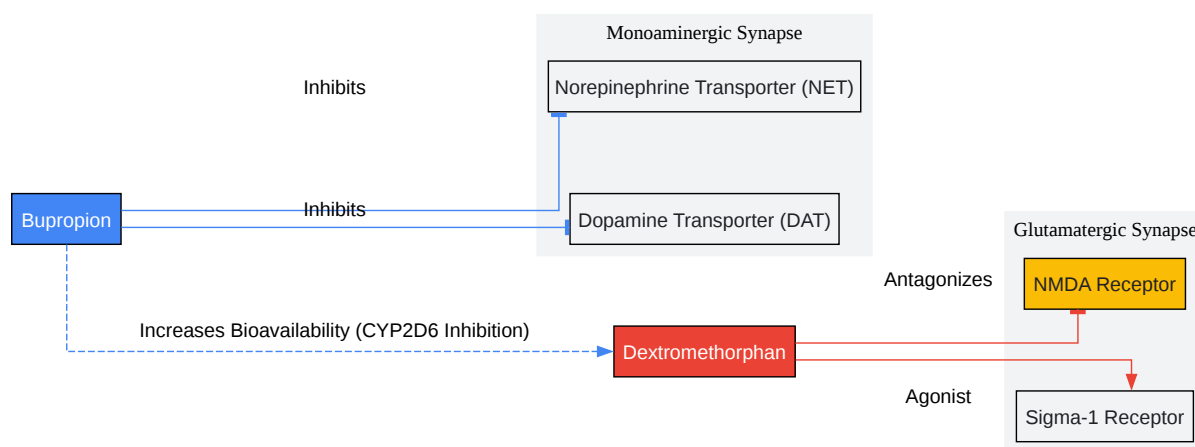 Monoaminergic Synapse
Inhibits
Norepinephrine Transporter (NET)
Bupropion
Inhibits
Dopamine Transporter (DAT)
Glutamatergic Synapse
Antagonizes
NMDA Receptor
Increases Bioavailability (CYP2D6 Inhibition)
Dextromethorphan
Agonist
Sigma-1 Receptor